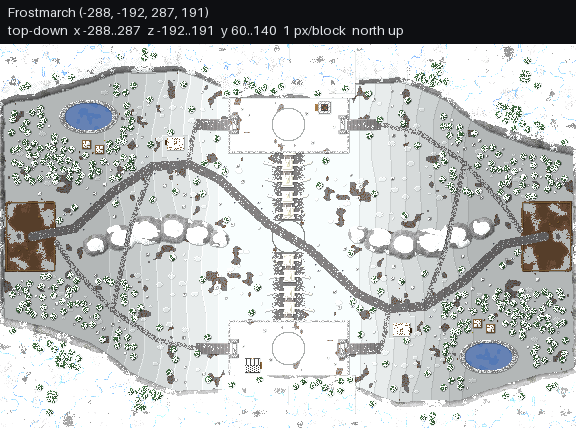 Frostmarch (-288, -192, 287, 191)
top-down  x -288..287  z -192..191  y 60..140  1 px/block  north up